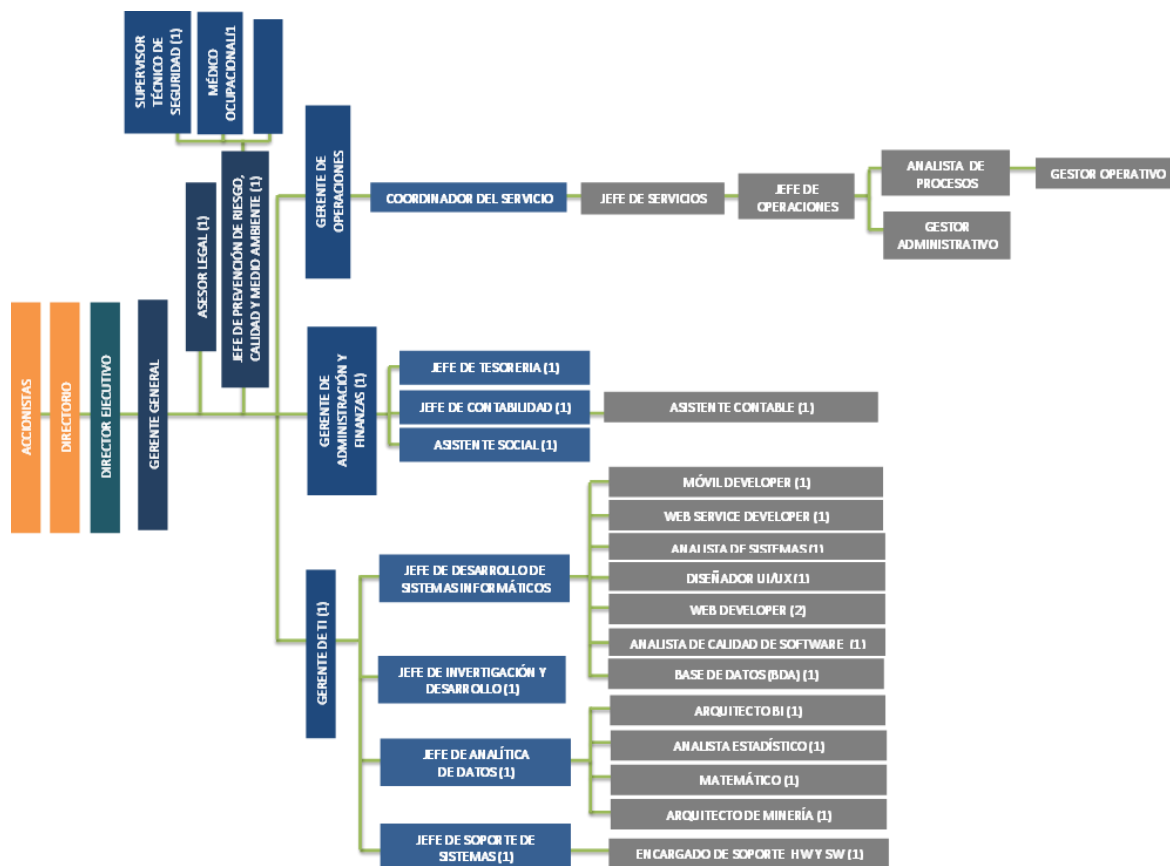 ACCIONISTAS
DIRECTORIO
DIRECTOR EJECUTIVO
GERENTE GENERAL
ASESOR LEGAL (1)
JEFE DE PREVENCIÓN DE RIESGO,
CALIDAD Y MEDIO AMBIENTE (1)
SUPERVISOR
TÉCNICO DE
SEGURIDAD (1)
MÉDICO
OCUPACIONAL(1
GERENTE DE
OPERACIONES
COORDINADOR DEL SERVICIO
JEFE DE SERVICIOS
JEFE DE
OPERACIONES
ANALISTA DE
PROCESOS
GESTOR OPERATIVO
GESTOR
ADMINISTRATIVO
GERENTE DE
ADMINISTRACIÓN Y
FINANZAS (1)
JEFE DE TESORERIA (1)
JEFE DE CONTABILIDAD (1)
ASISTENTE CONTABLE (1)
ASISTENTE SOCIAL (1)
GERENTE DE TI (1)
JEFE DE DESARROLLO DE
SISTEMAS INFORMÁTICOS
MÓVIL DEVELOPER (1)
WEB SERVICE DEVELOPER (1)
ANALISTA DE SISTEMAS (1)
DISEÑADOR UI/UX (1)
WEB DEVELOPER (2)
ANALISTA DE CALIDAD DE SOFTWARE (1)
BASE DE DATOS (BDA) (1)
JEFE DE INVERTIGACIÓN Y
DESARROLLO (1)
JEFE DE ANALÍTICA
DE DATOS (1)
ARQUITECTO BI (1)
ANALISTA ESTADÍSTICO (1)
MATEMÁTICO (1)
ARQUITECTO DE MINERÍA (1)
JEFE DE SOPORTE DE
SISTEMAS (1)
ENCARGADO DE SOPORTE HW Y SW (1)